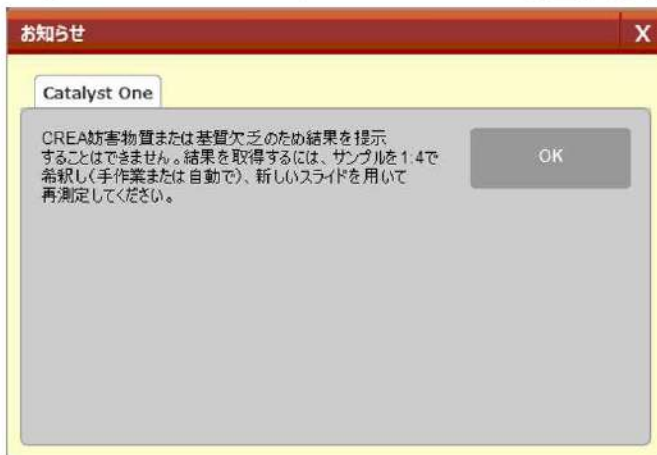 お知らせ
X
Catalyst One
CREA妨害物質または基質欠乏のため結果を提示
することはできません。結果を取得するには、サンプルを1:4で
希釈し(手作業または自動で)、新しいスライドを用いて
再測定してください。
OK